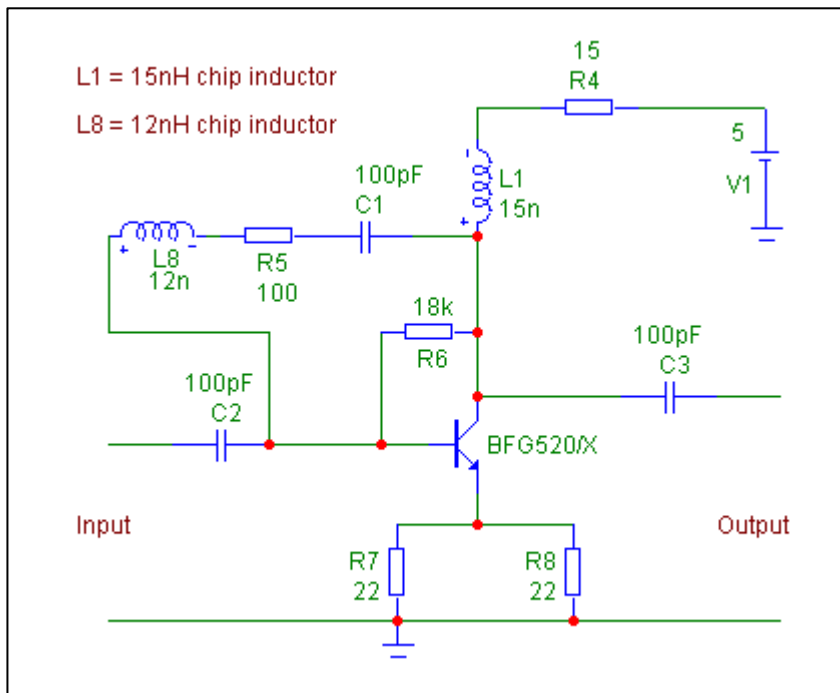 L1 = 15nH chip inductor
L8 = 12nH chip inductor
15
R4
5
V1
L1
15n
100pF
C1
L8
12n
R5
100
18k
R6
100pF
C3
100pF
C2
BFG520/X
Input
Output
R7
22
R8
22
+
-
-
+